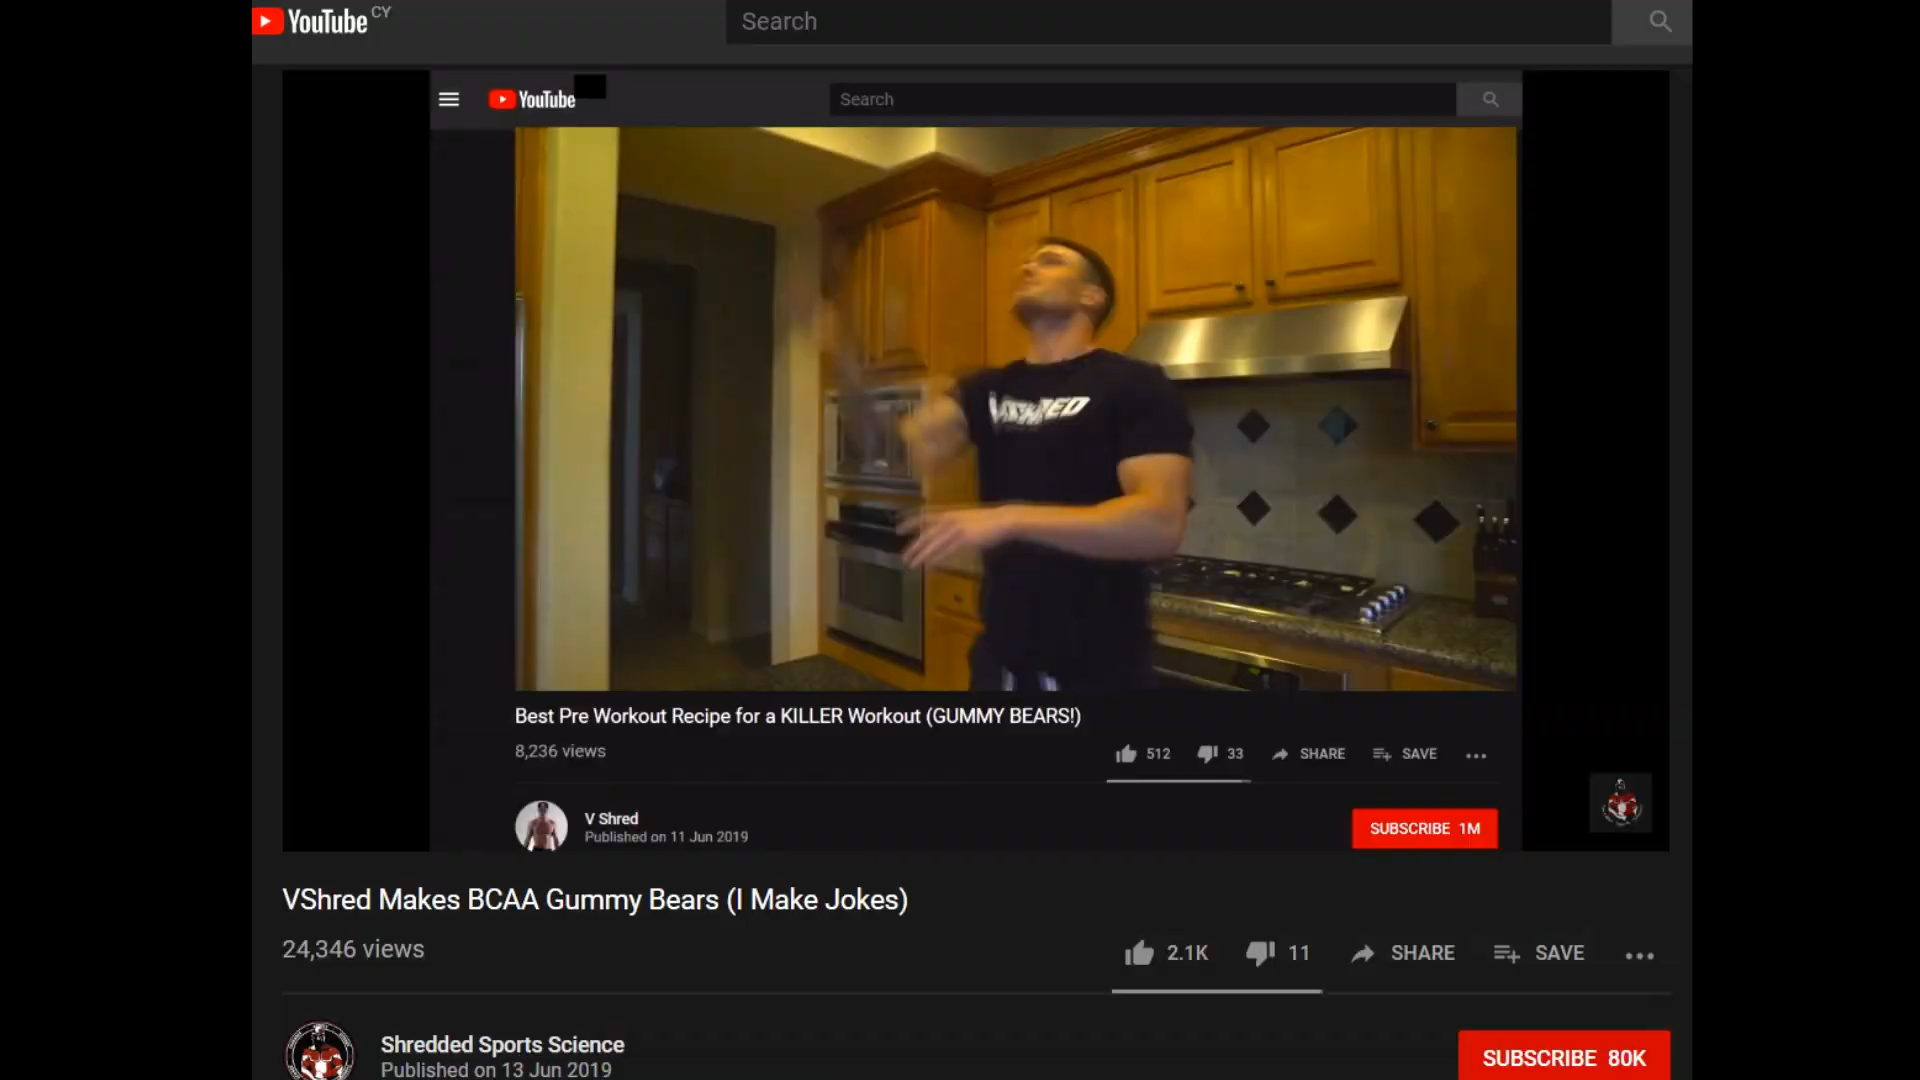 YouTube CY
Search
YouTube
Search
VSHRED
Best Pre Workout Recipe for a KILLER Workout (GUMMY BEARS!)
8,236 views
512
33
SHARE
SAVE
V Shred
Published on 11 Jun 2019
SUBSCRIBE 1M
VShred Makes BCAA Gummy Bears (I Make Jokes)
24,346 views
2.1K
11
SHARE
SAVE
Shredded Sports Science
Published on 13 Jun 2019
SUBSCRIBE 80K